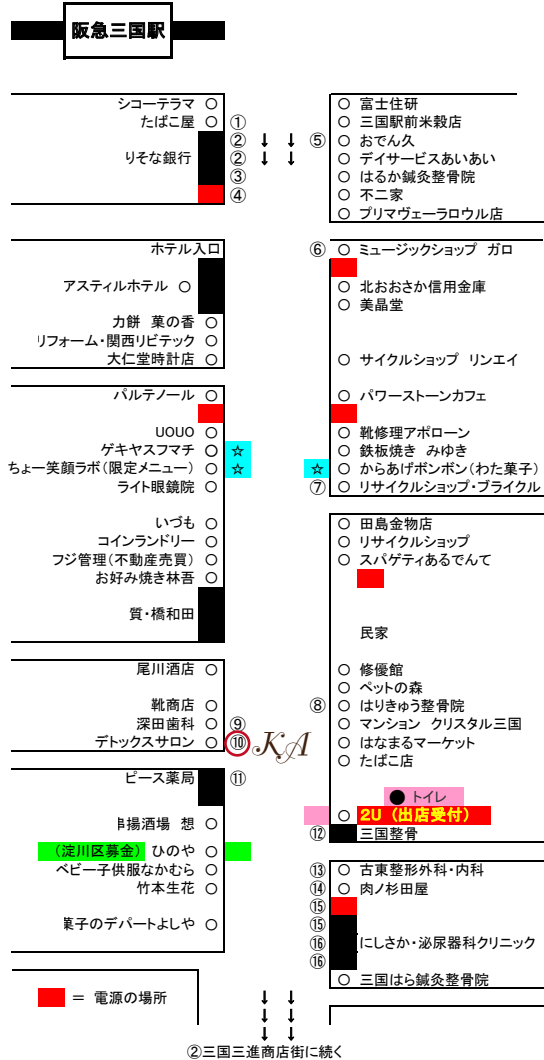 阪急三国駅
シコーテラマ ○
たばこ屋 ○ ①
② ↓ ↓
りそな銀行 ② ↓ ↓
③
④
○ 富士住研
○ 三国駅前米穀店
⑤ ○ おでん久
○ デイサービスあいあい
○ はるか鍼灸整骨院
○ 不二家
○ プリマヴェーラロウル店
ホテル入口
アスティルホテル ○
力餅 菓の香 ○
リフォーム・関西リビテック ○
大仁堂時計店 ○
⑥ ○ ミュージックショップ ガロ
○ 北おおさか信用金庫
○ 美晶堂
○ サイクルショップ リンエイ
○ パワーストーンカフェ
○ 靴修理アポローン
○ 鉄板焼き みゆき
☆ ○ からあげボンボン(わた菓子)
⑦ ○ リサイクルショップ・ブライクル
パルテノール ○
UOUO ○
ゲキヤスフマチ ○ ☆
ちょー笑顔ラボ(限定メニュー) ○ ☆
ライト眼鏡院 ○
いづも ○
コインランドリー ○
フジ管理(不動産売買) ○
お好み焼き林吾 ○
質・橋和田
○ 田島金物店
○ リサイクルショップ
○ スパゲティあるでんて
民家
○ 修優館
○ ペットの森
⑧ ○ はりきゅう整骨院
○ マンション クリスタル三国
○ はなまるマーケット
○ たばこ店
● トイレ
○ 2U (出店受付)
⑫ 三国整骨
尾川酒店 ○
靴商店 ○
深田歯科 ○ ⑨
デトックスサロン ○ ⑩ KA
ピース薬局 ⑪
串揚酒場 想 ○
(淀川区募金) ひのや ○
ベビー子供服なかむら ○
竹本生花 ○
菓子のデパートよしや ○
⑬ ○ 古東整形外科・内科
⑭ ○ 肉ノ杉田屋
⑮
⑮
⑯ にしさか・泌尿器科クリニック
⑯
○ 三国はら鍼灸整骨院
= 電源の場所
↓ ↓
↓ ↓
↓ ↓
②三国三進商店街に続く